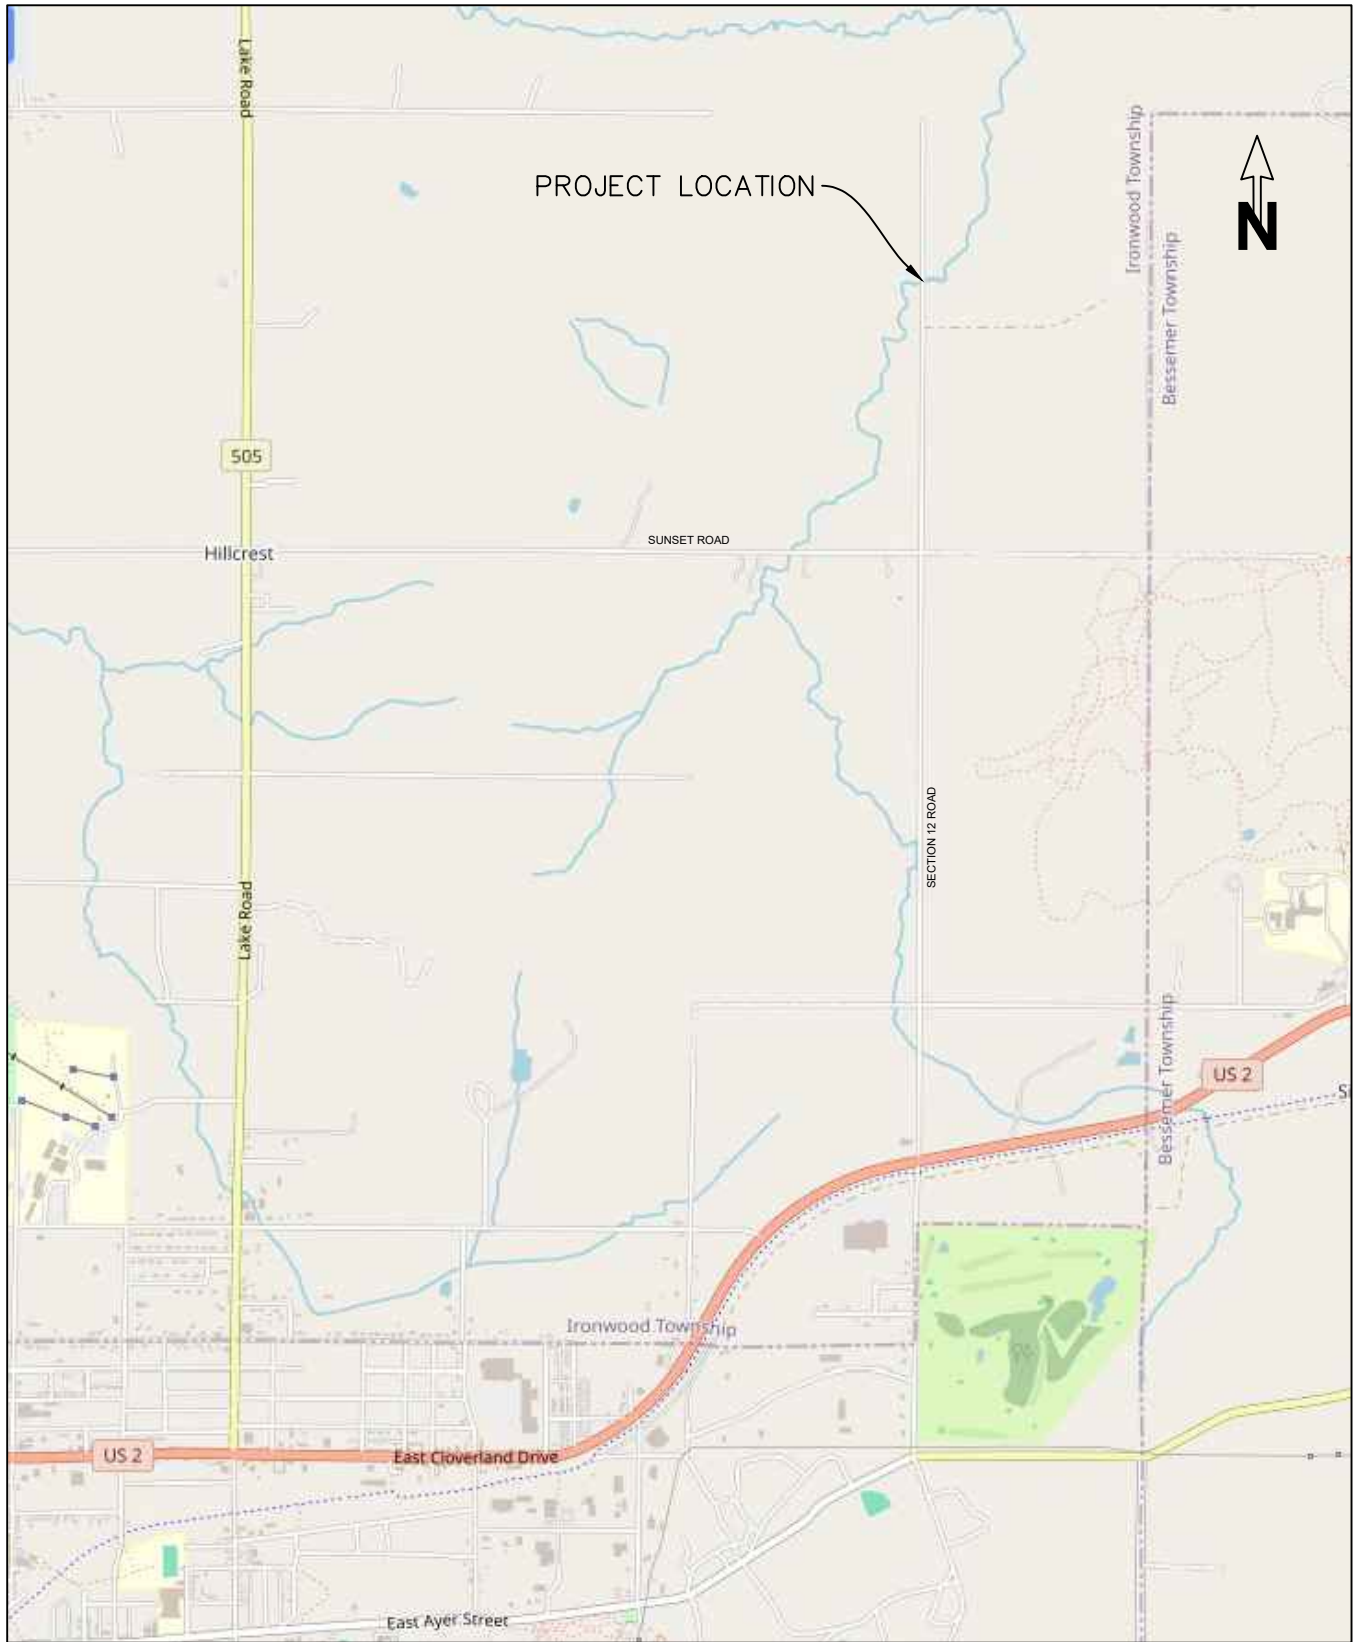 Lake Road
Ironwood Township
PROJECT LOCATION
N
Bessemer Township
505
SUNSET ROAD
Hillcrest
SECTION 12 ROAD
Lake Road
Bessemer Township
US 2
Ironwood Township
US 2
East Cloverland Drive
East Ayer Street